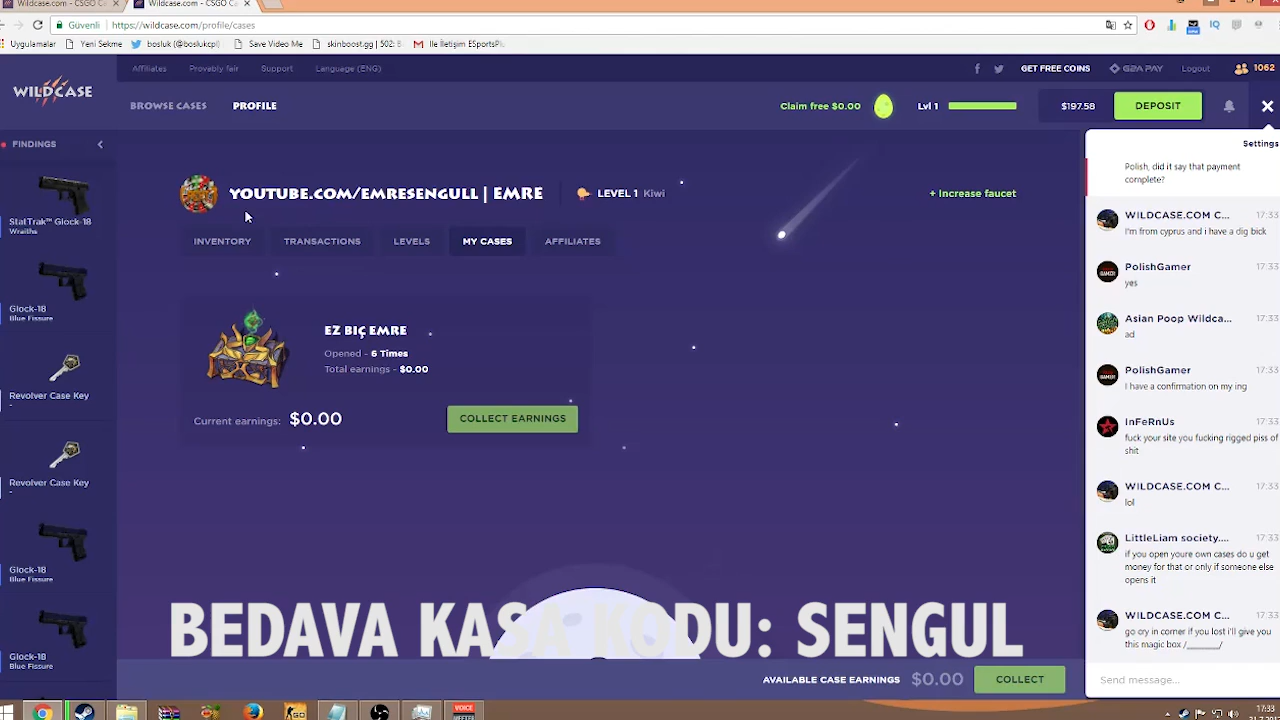 Wildcase.com - CSGO C
Wildcase.com - CSGO Cas
Güvenli
https://wildcase.com/profile/cases
Uygulamalar
Yeni Sekme
bosluk (@boslukcpl)
Save Video Me
skinboost.gg | 502: B
Ile İletişim ESportsPla
WILDCASE
Affiliates
Provably fair
Support
Language (ENG)
GET FREE COINS
G2A PAY
Logout
1062
BROWSE CASES
PROFILE
Claim free $0.00
Lvl 1
$197.58
DEPOSIT
FINDINGS
StatTrak™ Glock-18
Wraiths
Glock-18
Blue Fissure
Revolver Case Key
-
Revolver Case Key
-
Glock-18
Blue Fissure
Glock-18
Blue Fissure
YOUTUBE.COM/EMRESENGULL | EMRE
LEVEL 1 Kiwi
+ Increase faucet
INVENTORY
TRANSACTIONS
LEVELS
MY CASES
AFFILIATES
EZ BIÇ EMRE
Opened - 6 Times
Total earnings - $0.00
Current earnings: $0.00
COLLECT EARNINGS
BEDAVA KASA KODU: SENGUL
AVAILABLE CASE EARNINGS $0.00
COLLECT
Settings
Polish, did it say that payment
complete?
WILDCASE.COM C... 17:33
I'm from cyprus and i have a dig bick
PolishGamer 17:33
yes
Asian Poop Wildca... 17:33
ad
PolishGamer 17:33
I have a confirmation on my ing
InFeRnUs 17:33
fuck your site you fucking rigged piss of
shit
WILDCASE.COM C... 17:33
lol
LittleLiam society.... 17:33
if you open youre own cases do u get
money for that or only if someone else
opens it
WILDCASE.COM C... 17:33
go cry in corner if you lost i'll give you
this magic box /_______/
Send message...
VOICE
17:33